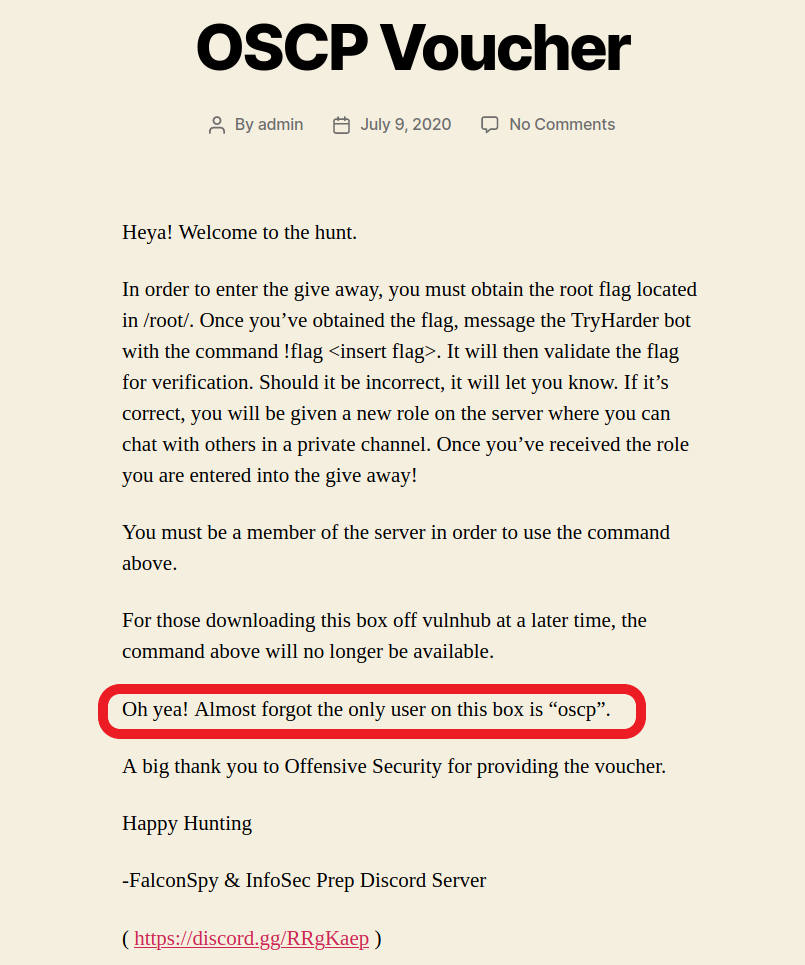 OSCP Voucher
By admin July 9, 2020 No Comments
Heya! Welcome to the hunt.
In order to enter the give away, you must obtain the root flag located
in /root/. Once you’ve obtained the flag, message the TryHarder bot
with the command !flag <insert flag>. It will then validate the flag
for verification. Should it be incorrect, it will let you know. If it’s
correct, you will be given a new role on the server where you can
chat with others in a private channel. Once you’ve received the role
you are entered into the give away!
You must be a member of the server in order to use the command
above.
For those downloading this box off vulnhub at a later time, the
command above will no longer be available.
Oh yea! Almost forgot the only user on this box is “oscp”.
A big thank you to Offensive Security for providing the voucher.
Happy Hunting
-FalconSpy & InfoSec Prep Discord Server
( https://discord.gg/RRgKaep )